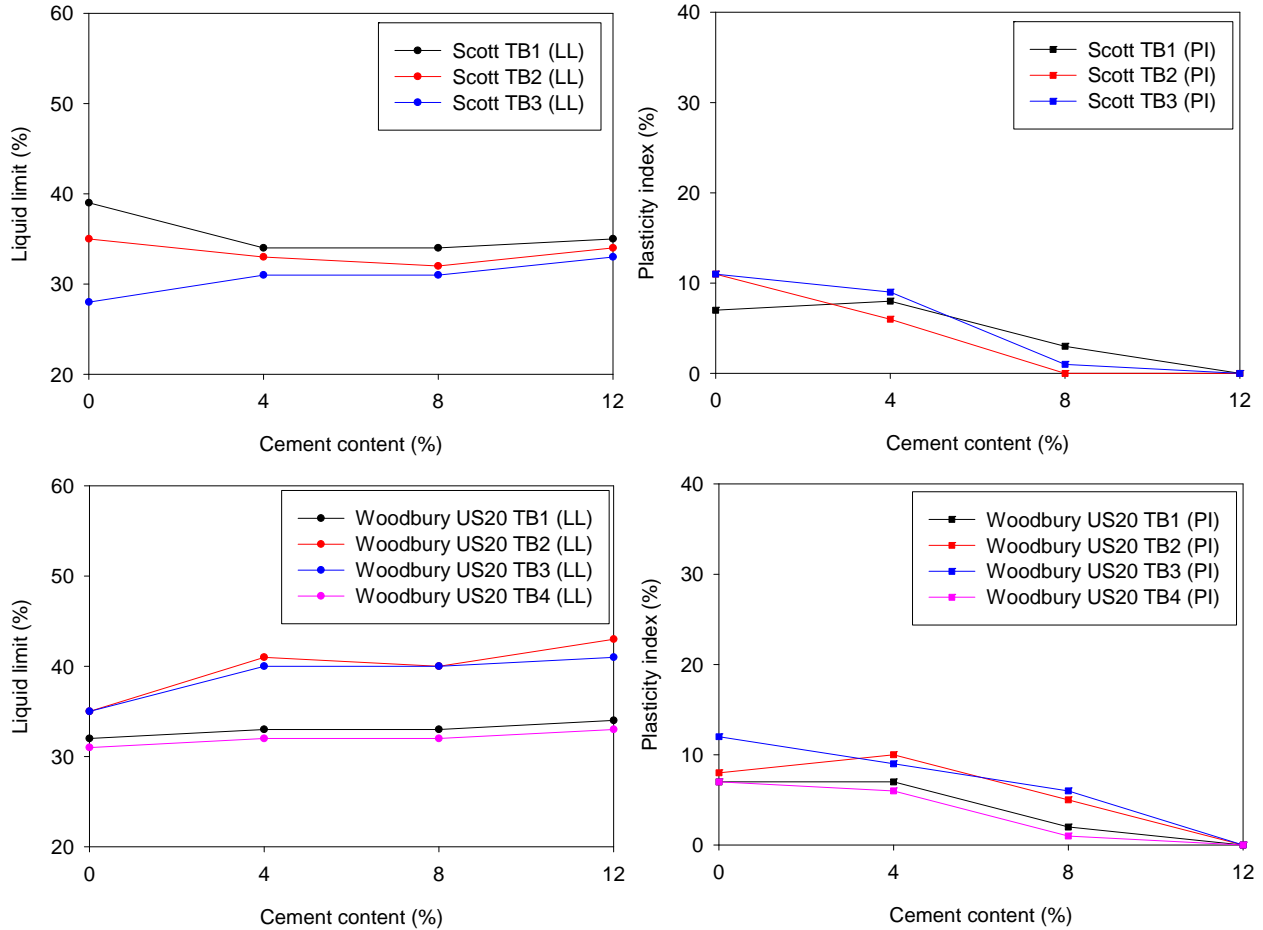 60
50
40
30
20
Liquid limit (%)
Scott TB1 (LL)
Scott TB2 (LL)
Scott TB3 (LL)
0 4 8 12
Cement content (%)
40
30
20
10
0
Plasticity index (%)
Scott TB1 (PI)
Scott TB2 (PI)
Scott TB3 (PI)
0 4 8 12
Cement content (%)
60
50
40
30
20
Liquid limit (%)
Woodbury US20 TB1 (LL)
Woodbury US20 TB2 (LL)
Woodbury US20 TB3 (LL)
Woodbury US20 TB4 (LL)
0 4 8 12
Cement content (%)
40
30
20
10
0
Plasticity index (%)
Woodbury US20 TB1 (PI)
Woodbury US20 TB2 (PI)
Woodbury US20 TB3 (PI)
Woodbury US20 TB4 (PI)
0 4 8 12
Cement content (%)